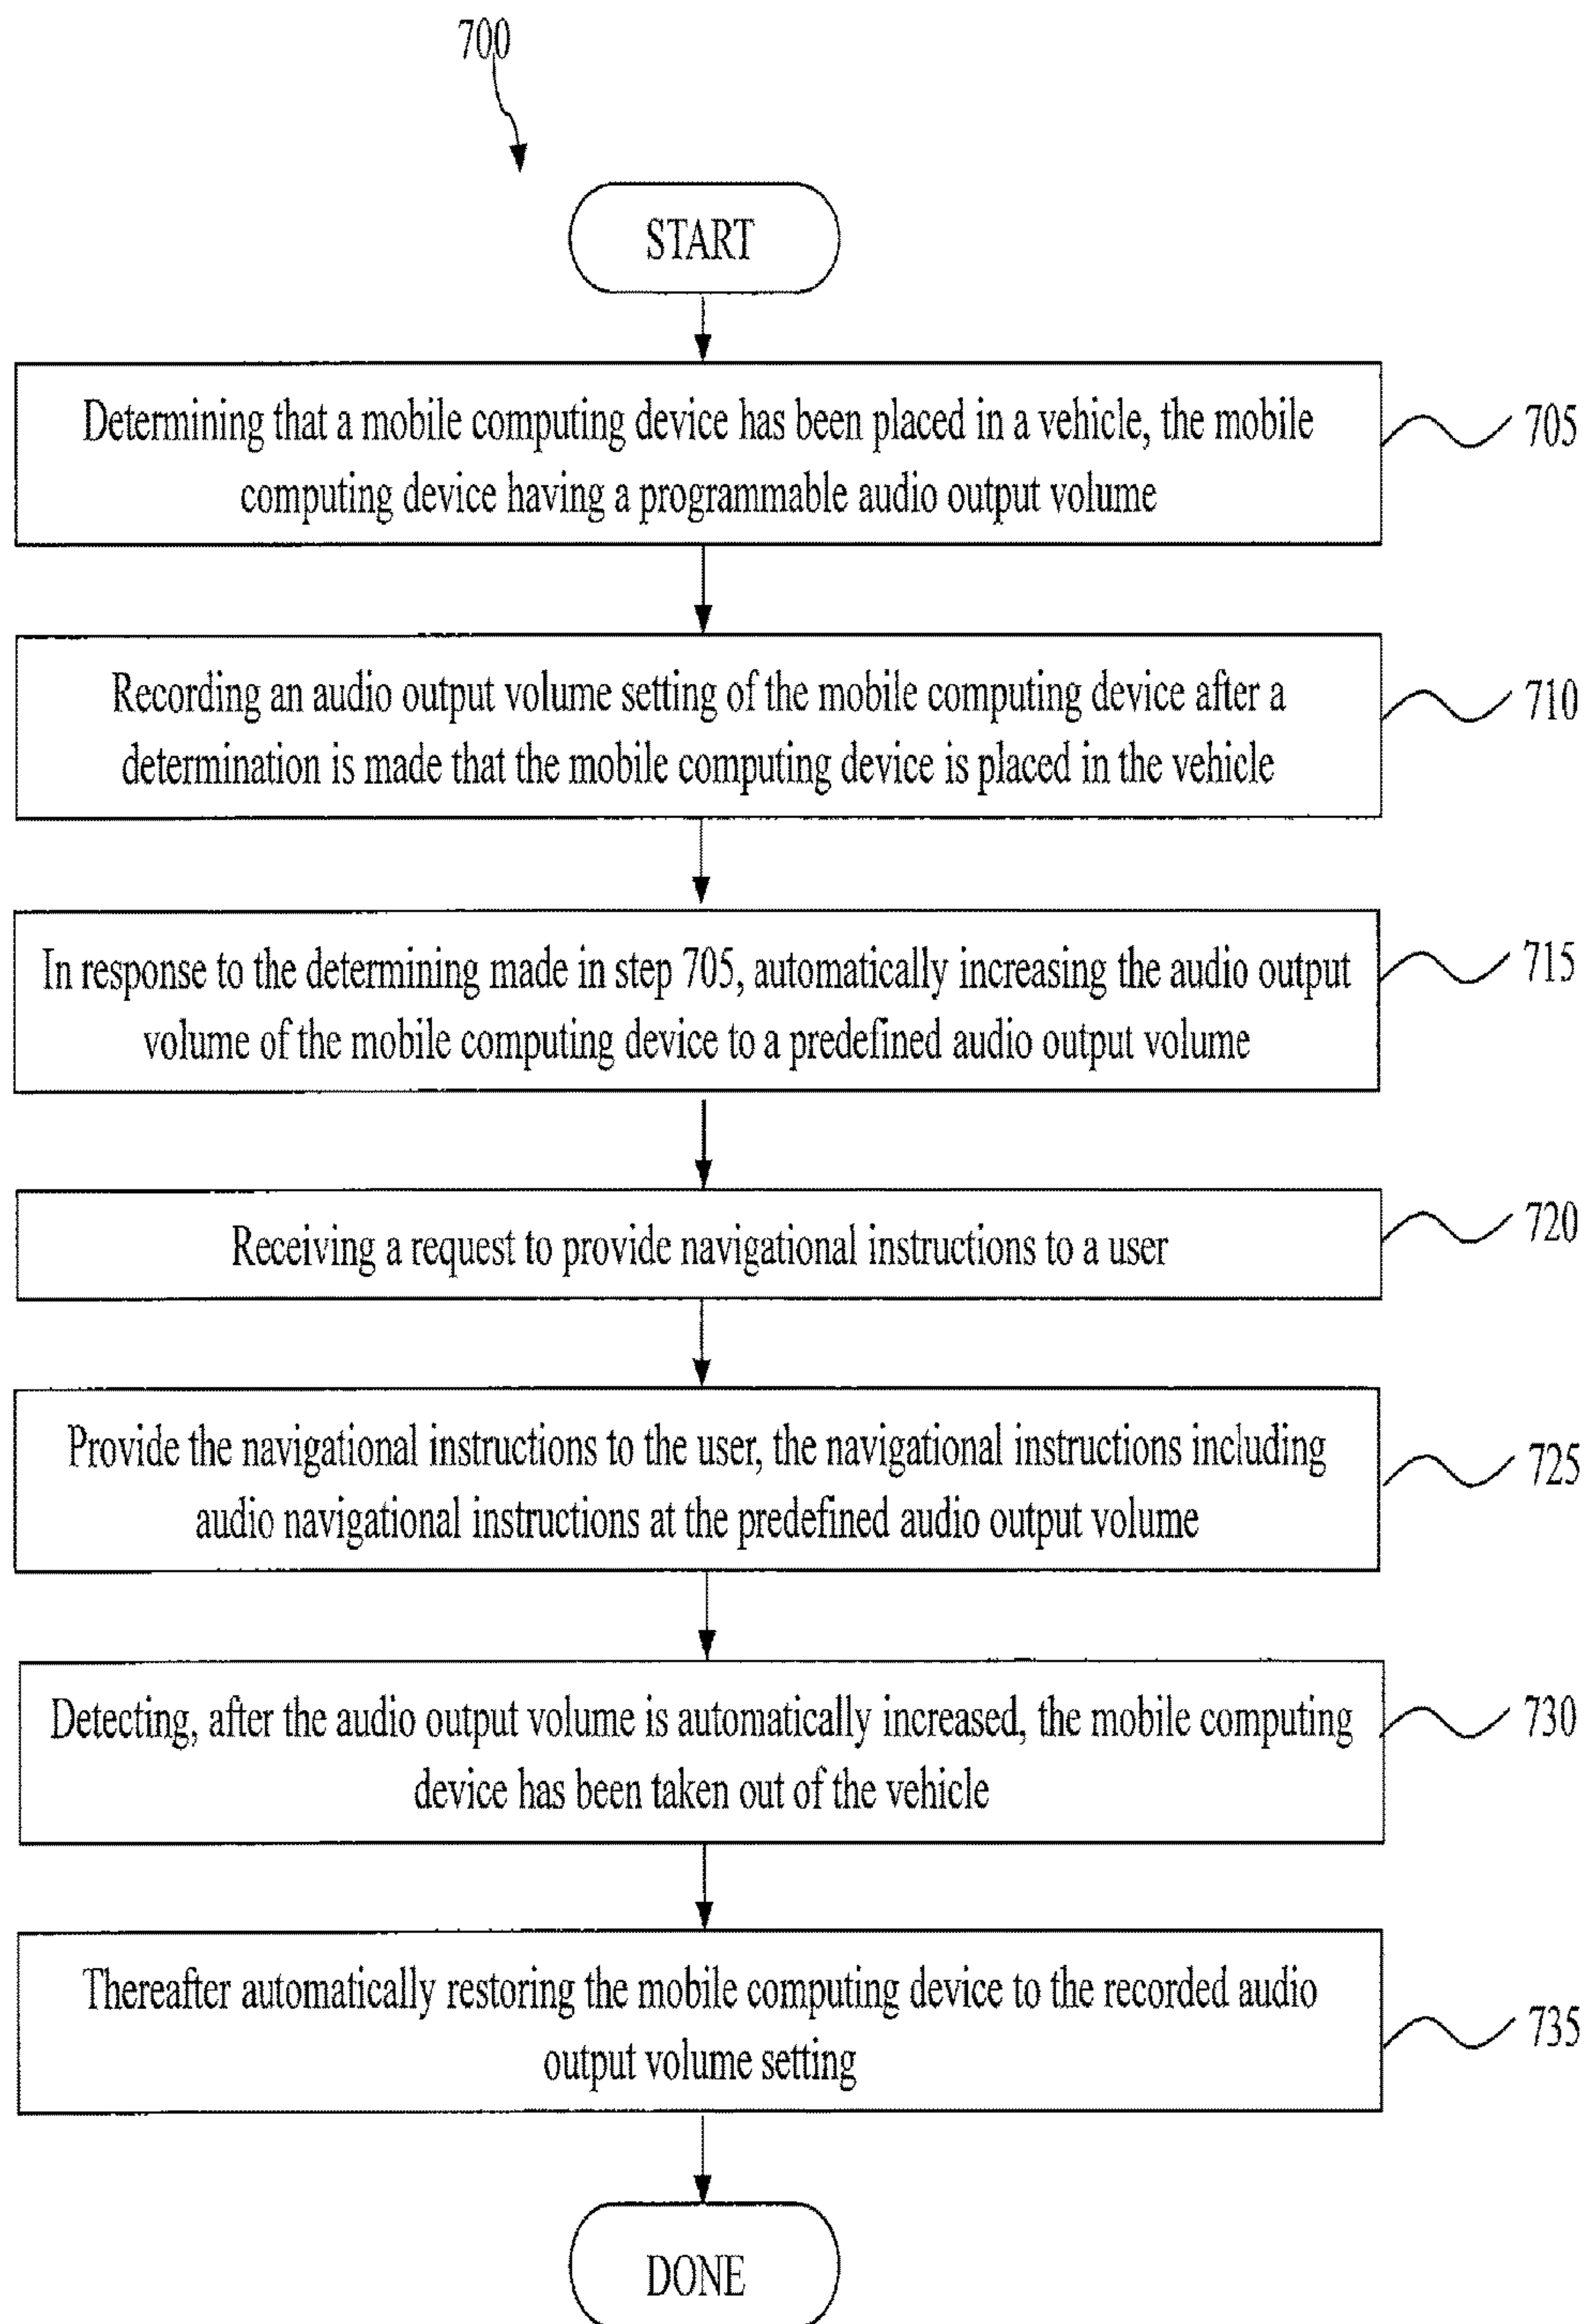 700
START
Determining that a mobile computing device has been placed in a vehicle, the mobile
computing device having a programmable audio output volume
705
Recording an audio output volume setting of the mobile computing device after a
determination is made that the mobile computing device is placed in the vehicle
710
In response to the determining made in step 705, automatically increasing the audio output
volume of the mobile computing device to a predefined audio output volume
715
Receiving a request to provide navigational instructions to a user
720
Provide the navigational instructions to the user, the navigational instructions including
audio navigational instructions at the predefined audio output volume
725
Detecting, after the audio output volume is automatically increased, the mobile computing
device has been taken out of the vehicle
730
Thereafter automatically restoring the mobile computing device to the recorded audio
output volume setting
735
DONE